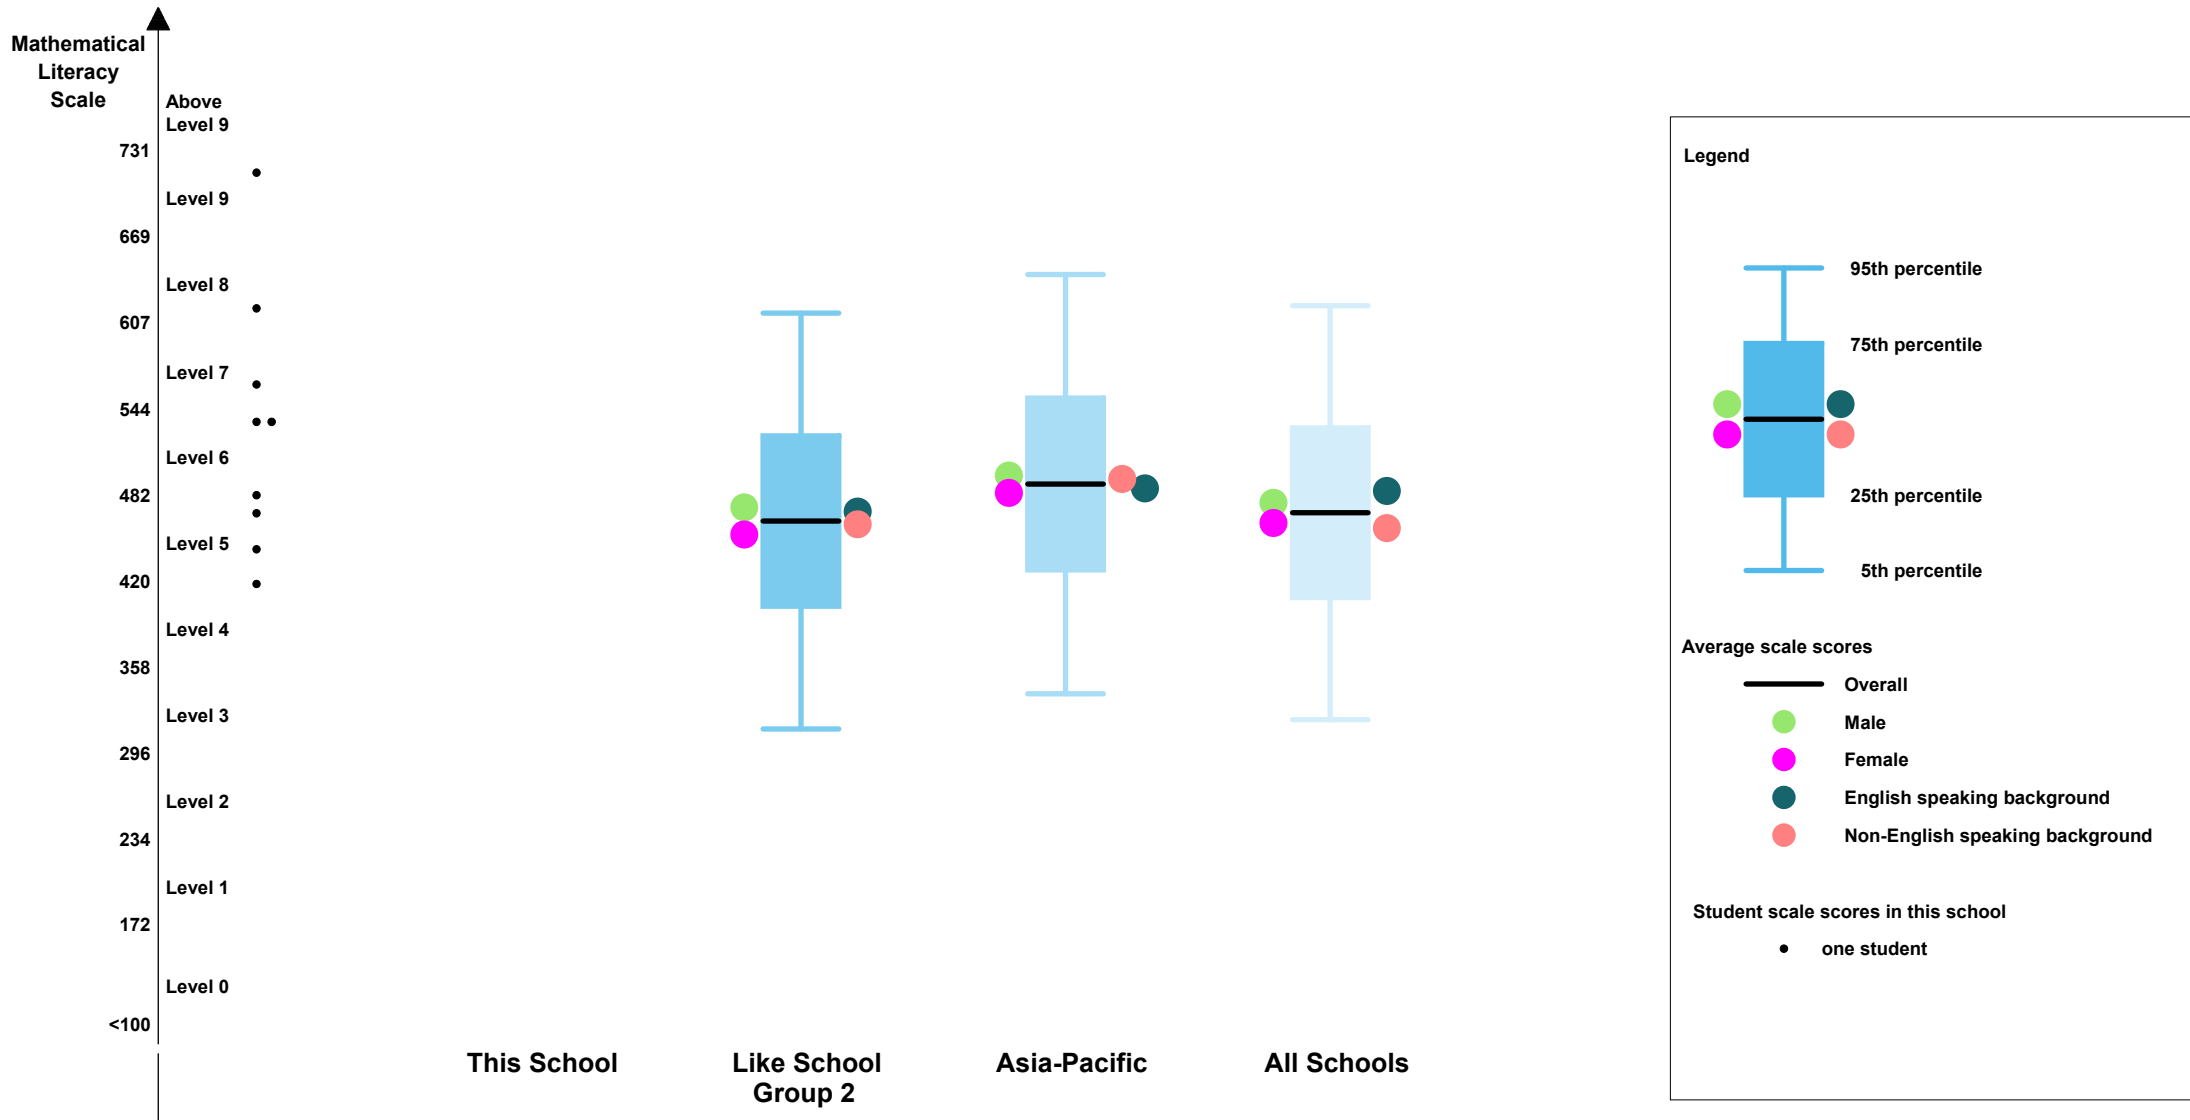 Mathematical
Literacy
Scale
Above
Level 9
731
Level 9
669
Level 8
607
Level 7
544
Level 6
482
Level 5
420
Level 4
358
Level 3
296
Level 2
234
Level 1
172
Level 0
<100
This School
Like School
Group 2
Asia-Pacific
All Schools
Legend
95th percentile
75th percentile
25th percentile
5th percentile
Average scale scores
Overall
Male
Female
English speaking background
Non-English speaking background
Student scale scores in this school
one student